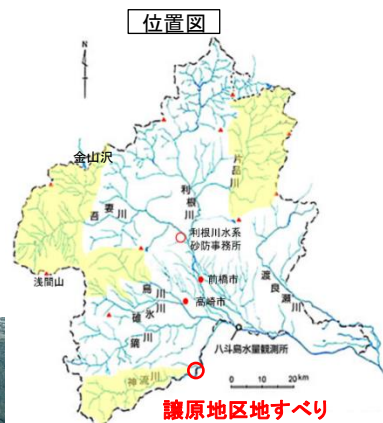 位置図
N
金山沢
片品川
利根川
吾妻川
利根川水系
砂防事務所
浅間山
前橋市
渡良瀬川
烏川
高崎市
碓氷川
鏑川
八斗島水量観測所
神流川
0 10 20
km
譲原地区地すべり